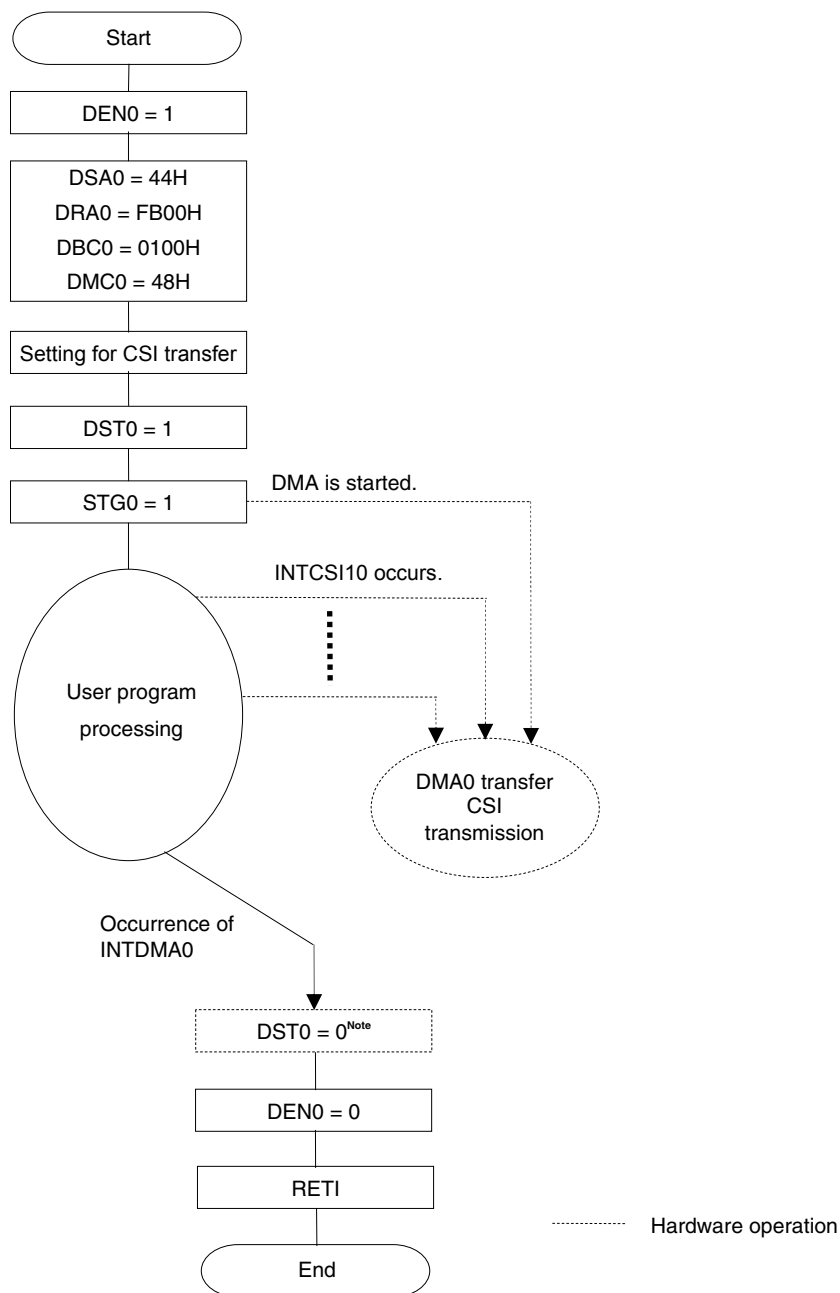 Start
DEN0 = 1
DSA0 = 44H
DRA0 = FB00H
DBC0 = 0100H
DMC0 = 48H
Setting for CSI transfer
DST0 = 1
STG0 = 1
DMA is started.
INTCSI10 occurs.
User program
processing
DMA0 transfer
CSI
transmission
Occurrence of
INTDMA0
DST0 = 0Note
DEN0 = 0
RETI
Hardware operation
End